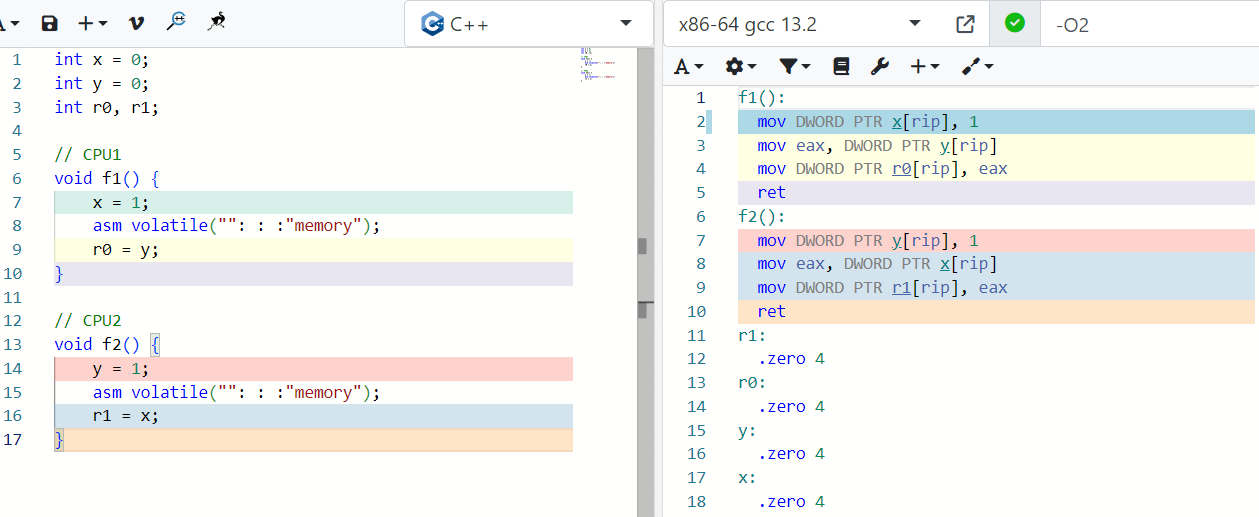 A
C++
1 int x = 0;
2 int y = 0;
3 int r0, r1;
4
5 // CPU1
6 void f1() {
7 x = 1;
8 asm volatile("": : :"memory");
9 r0 = y;
10 }
11
12 // CPU2
13 void f2() {
14 y = 1;
15 asm volatile("": : :"memory");
16 r1 = x;
17 }
x86-64 gcc 13.2
-O2
A
1 f1():
2 mov DWORD PTR x[rip], 1
3 mov eax, DWORD PTR y[rip]
4 mov DWORD PTR r0[rip], eax
5 ret
6 f2():
7 mov DWORD PTR y[rip], 1
8 mov eax, DWORD PTR x[rip]
9 mov DWORD PTR r1[rip], eax
10 ret
11 r1:
12 .zero 4
13 r0:
14 .zero 4
15 y:
16 .zero 4
17 x:
18 .zero 4